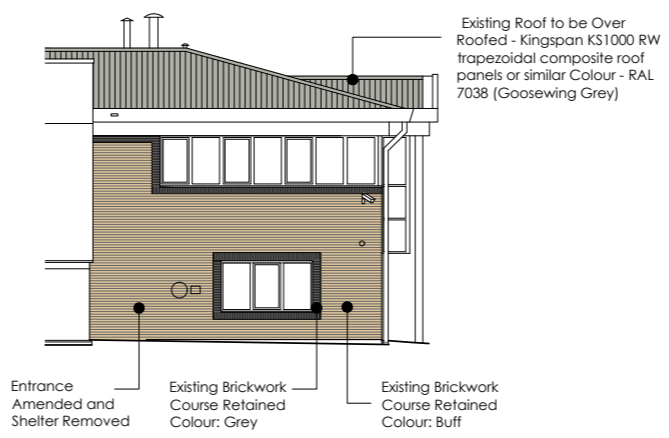 Existing Roof to be Over
Roofed - Kingspan KS1000 RW
trapezoidal composite roof
panels or similar Colour - RAL
7038 (Goosewing Grey)
Entrance
Amended and
Shelter Removed
Existing Brickwork
Course Retained
Colour: Grey
Existing Brickwork
Course Retained
Colour: Buff